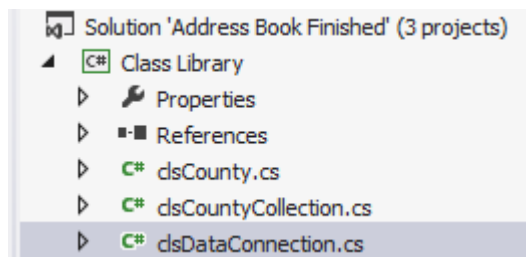 Solution 'Address Book Finished' (3 projects)
C# Class Library
Properties
References
C# clsCounty.cs
C# clsCountyCollection.cs
C# clsDataConnection.cs